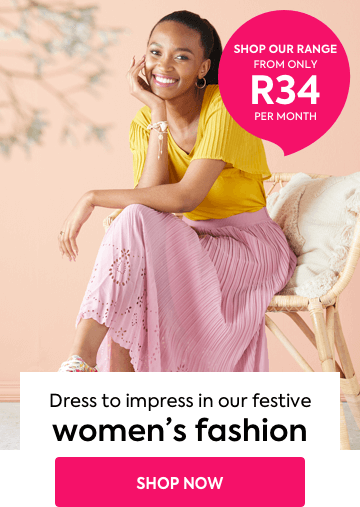 SHOP OUR RANGE
FROM ONLY
R34
PER MONTH
Dress to impress in our festive
women's fashion
SHOP NOW